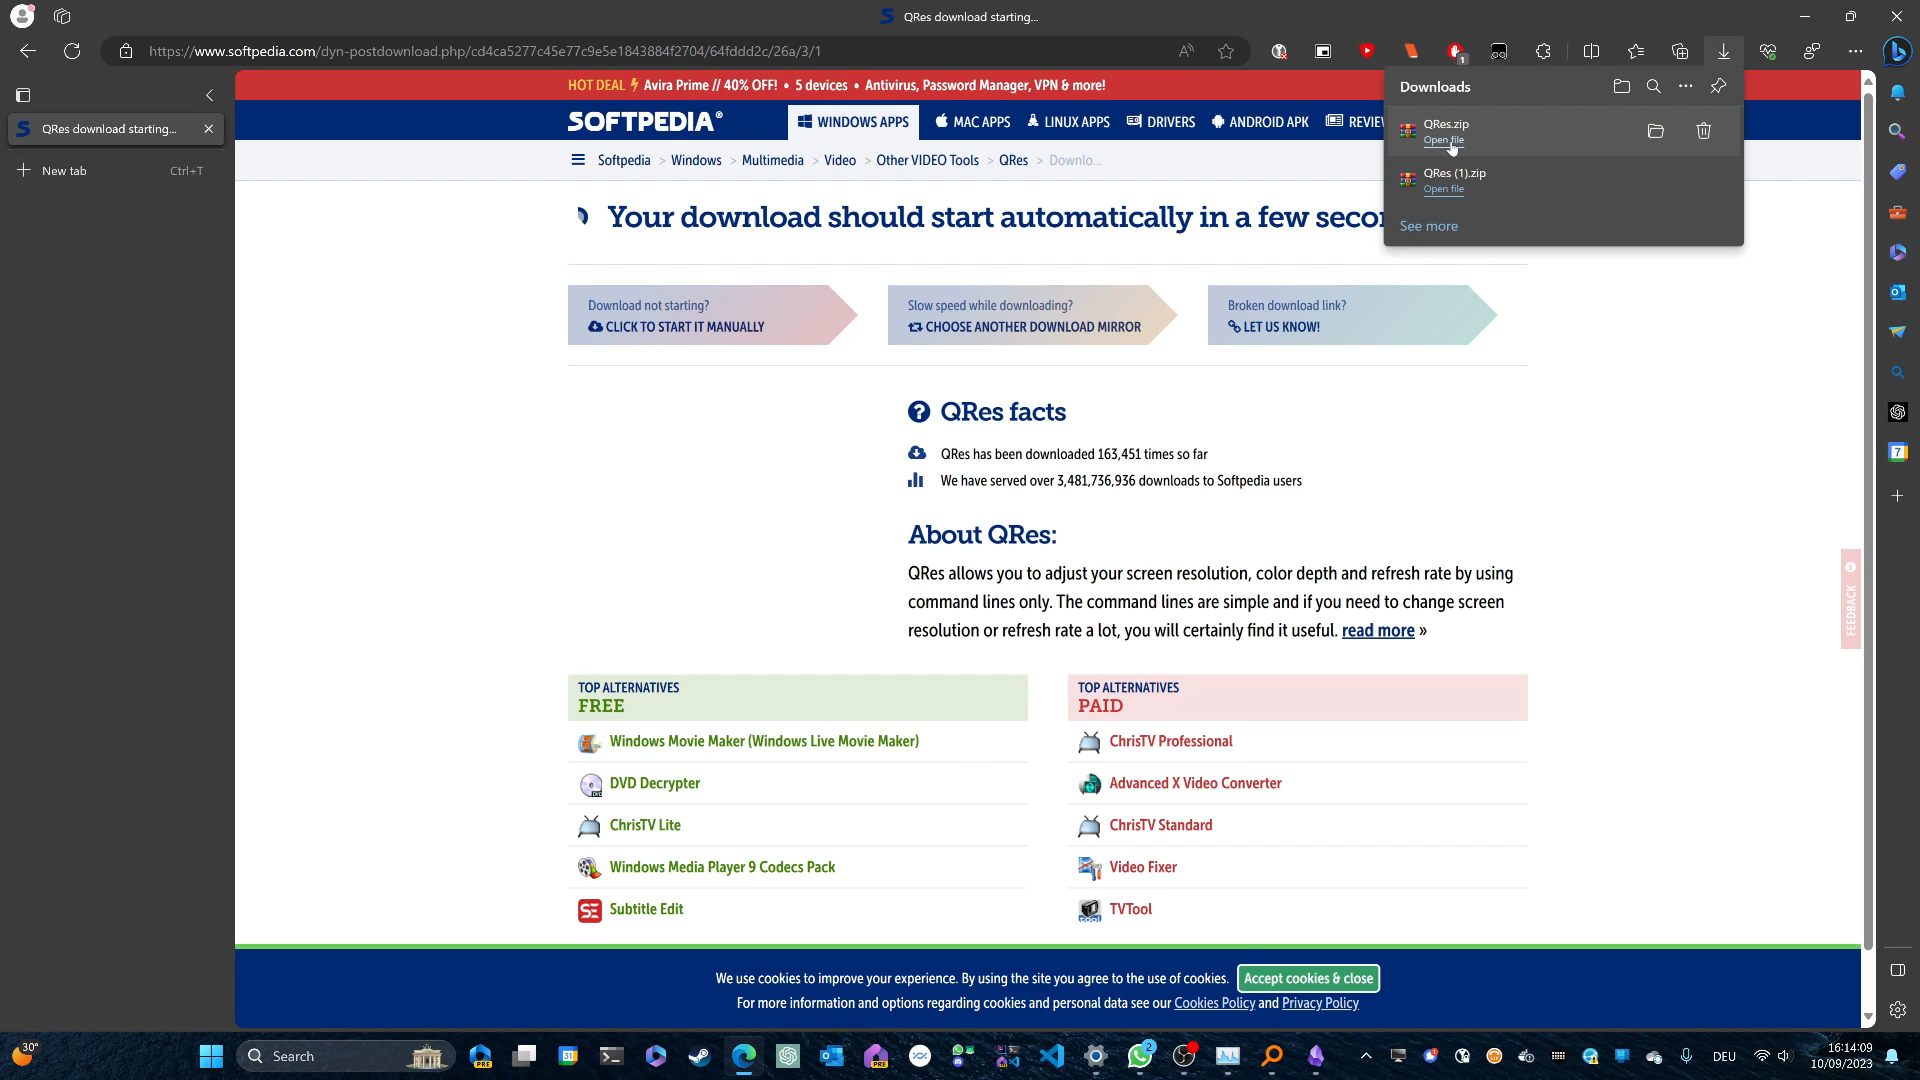 QRes download starting...
https://www.softpedia.com/dyn-postdownload.php/cd4ca5277c45e77c9e5e1843884f2704/64fddd2c/26a/3/1
1
QRes download starting...
New tab Ctrl+T
HOT DEAL Avira Prime // 40% OFF! • 5 devices • Antivirus, Password Manager, VPN & more!
SOFTPEDIA®
WINDOWS APPS MAC APPS LINUX APPS DRIVERS ANDROID APK REVIEW
Softpedia > Windows > Multimedia > Video > Other VIDEO Tools > QRes > Downlo...
Downloads
QRes.zip
Open file
QRes (1).zip
Open file
See more
Your download should start automatically in a few secon
Download not starting?
CLICK TO START IT MANUALLY
Slow speed while downloading?
CHOOSE ANOTHER DOWNLOAD MIRROR
Broken download link?
LET US KNOW!
QRes facts
QRes has been downloaded 163,451 times so far
We have served over 3,481,736,936 downloads to Softpedia users
About QRes:
QRes allows you to adjust your screen resolution, color depth and refresh rate by using
command lines only. The command lines are simple and if you need to change screen
resolution or refresh rate a lot, you will certainly find it useful. read more »
FEEDBACK
TOP ALTERNATIVES
FREE
Windows Movie Maker (Windows Live Movie Maker)
DVD Decrypter
ChrisTV Lite
Windows Media Player 9 Codecs Pack
SE Subtitle Edit
TOP ALTERNATIVES
PAID
ChrisTV Professional
Advanced X Video Converter
ChrisTV Standard
Video Fixer
TVTool
We use cookies to improve your experience. By using the site you agree to the use of cookies. Accept cookies & close
For more information and options regarding cookies and personal data see our Cookies Policy and Privacy Policy
7
30°
Search
PRE
31
PRE
2
DEU
16:14:09
10/09/2023